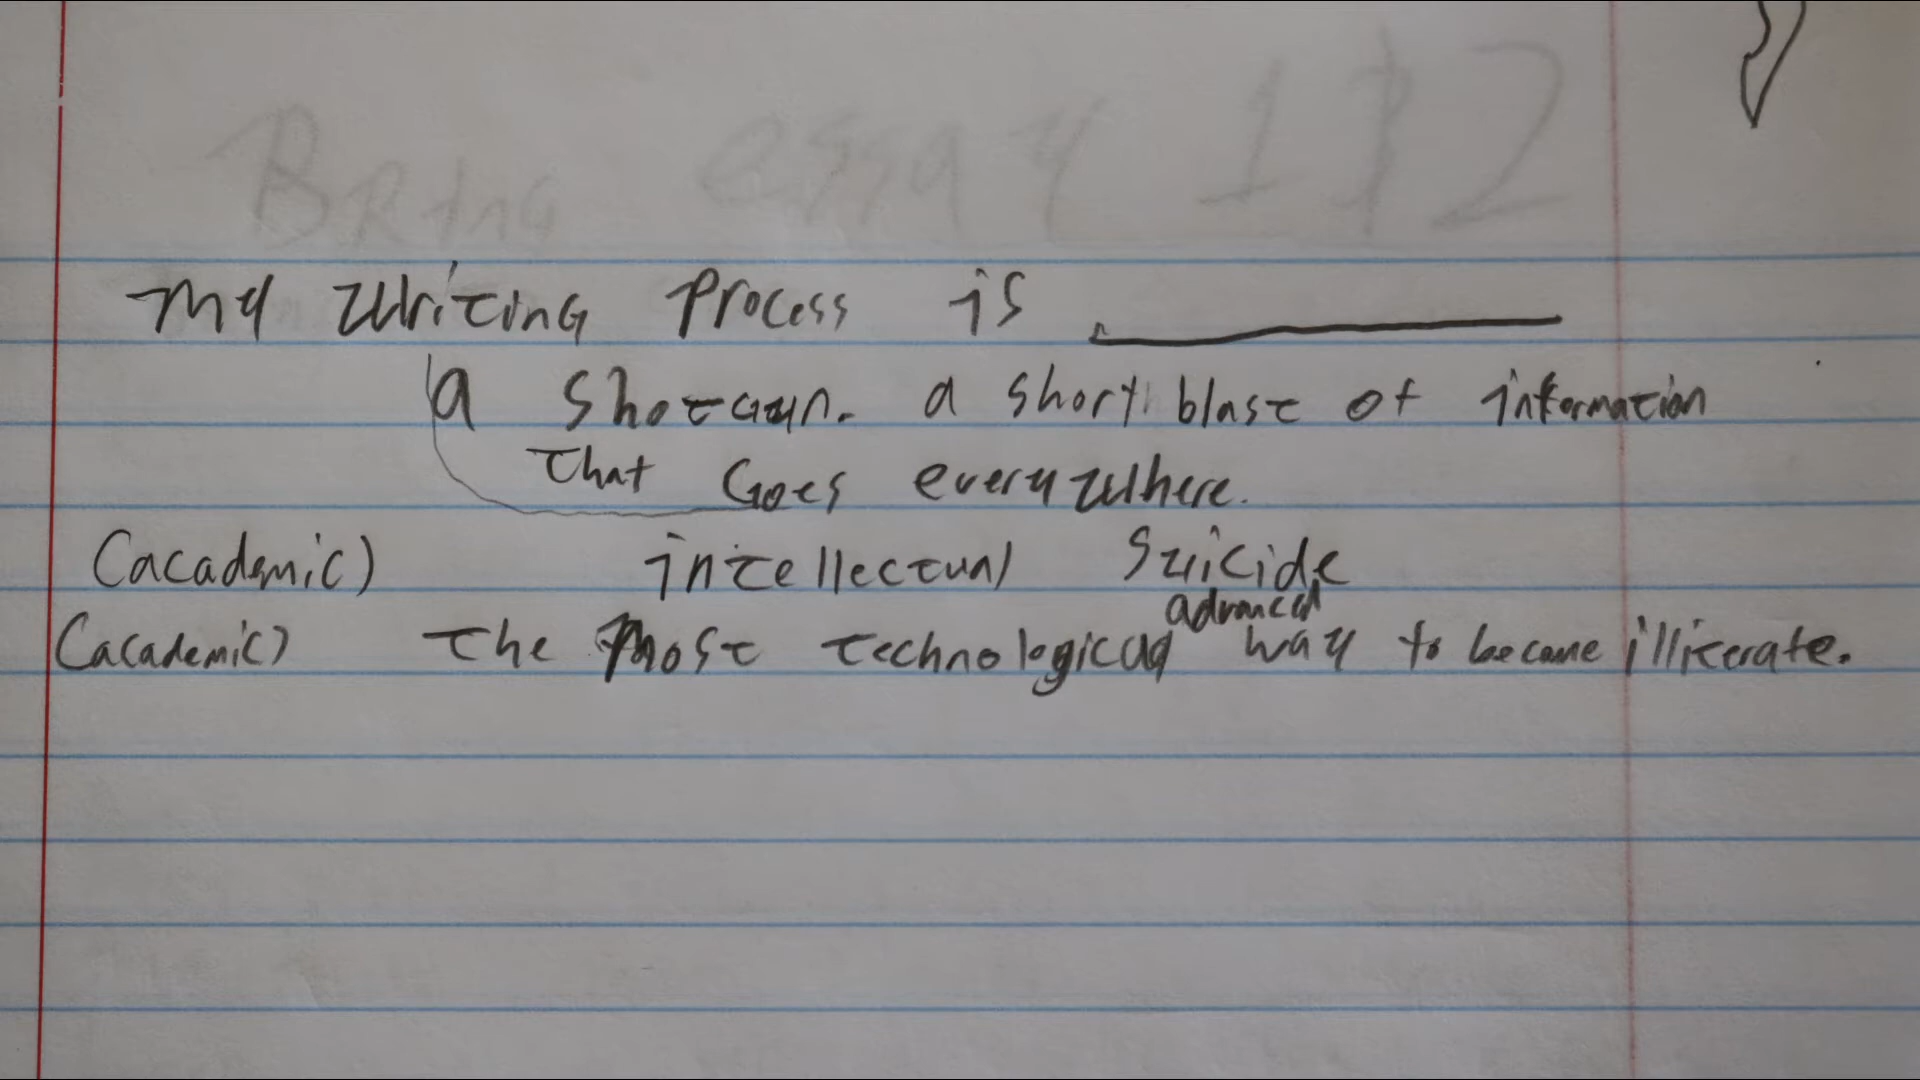 Bring essay 1 & 2
My writing process is ________
a shotgun. a short blast of information
that Goes everywhere.
(academic) intellectual suicide
advanced
(academic) the most technological way to become illiterate.